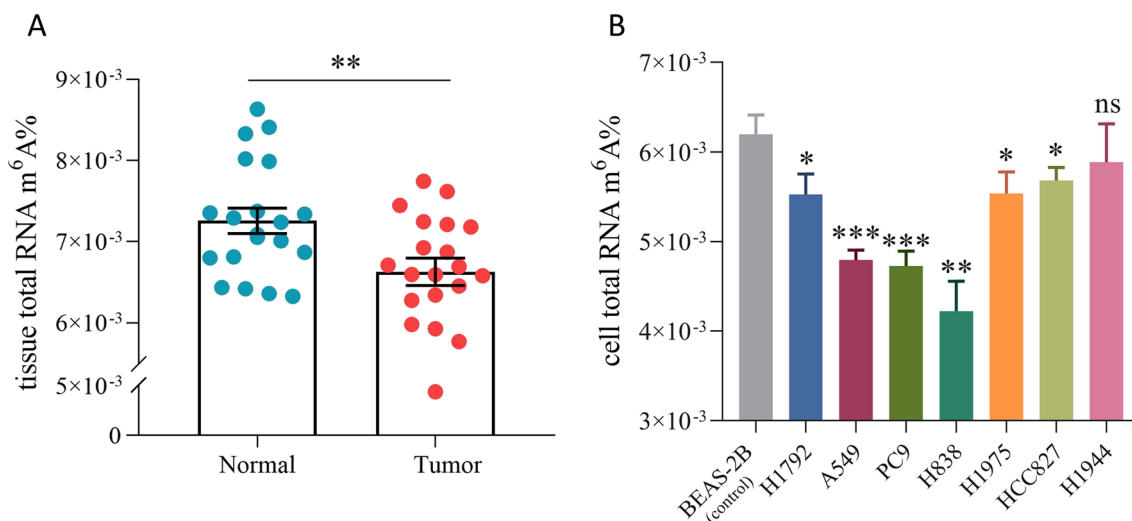 A
**
tissue total RNA m⁶A%
9×10⁻³
8×10⁻³
7×10⁻³
6×10⁻³
5×10⁻³
0
Normal
Tumor
B
cell total RNA m⁶A%
7×10⁻³
6×10⁻³
5×10⁻³
4×10⁻³
3×10⁻³
*
***
***
**
*
*
ns
BEAS-2B
(control)
H1792
A549
PC9
H838
H1975
HCC827
H1944